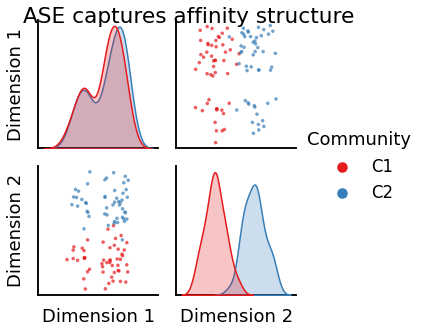 ASE captures affinity structure
Dimension 1
Community
C1
C2
Dimension 2
Dimension 1
Dimension 2